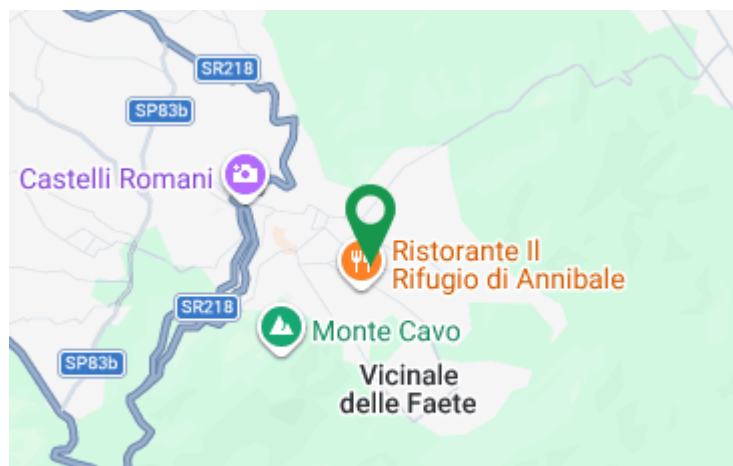 SR218
SP83b
Castelli Romani
Ristorante Il
Rifugio di Annibale
SR218
Monte Cavo
SP83b
Vicinale
delle Faete